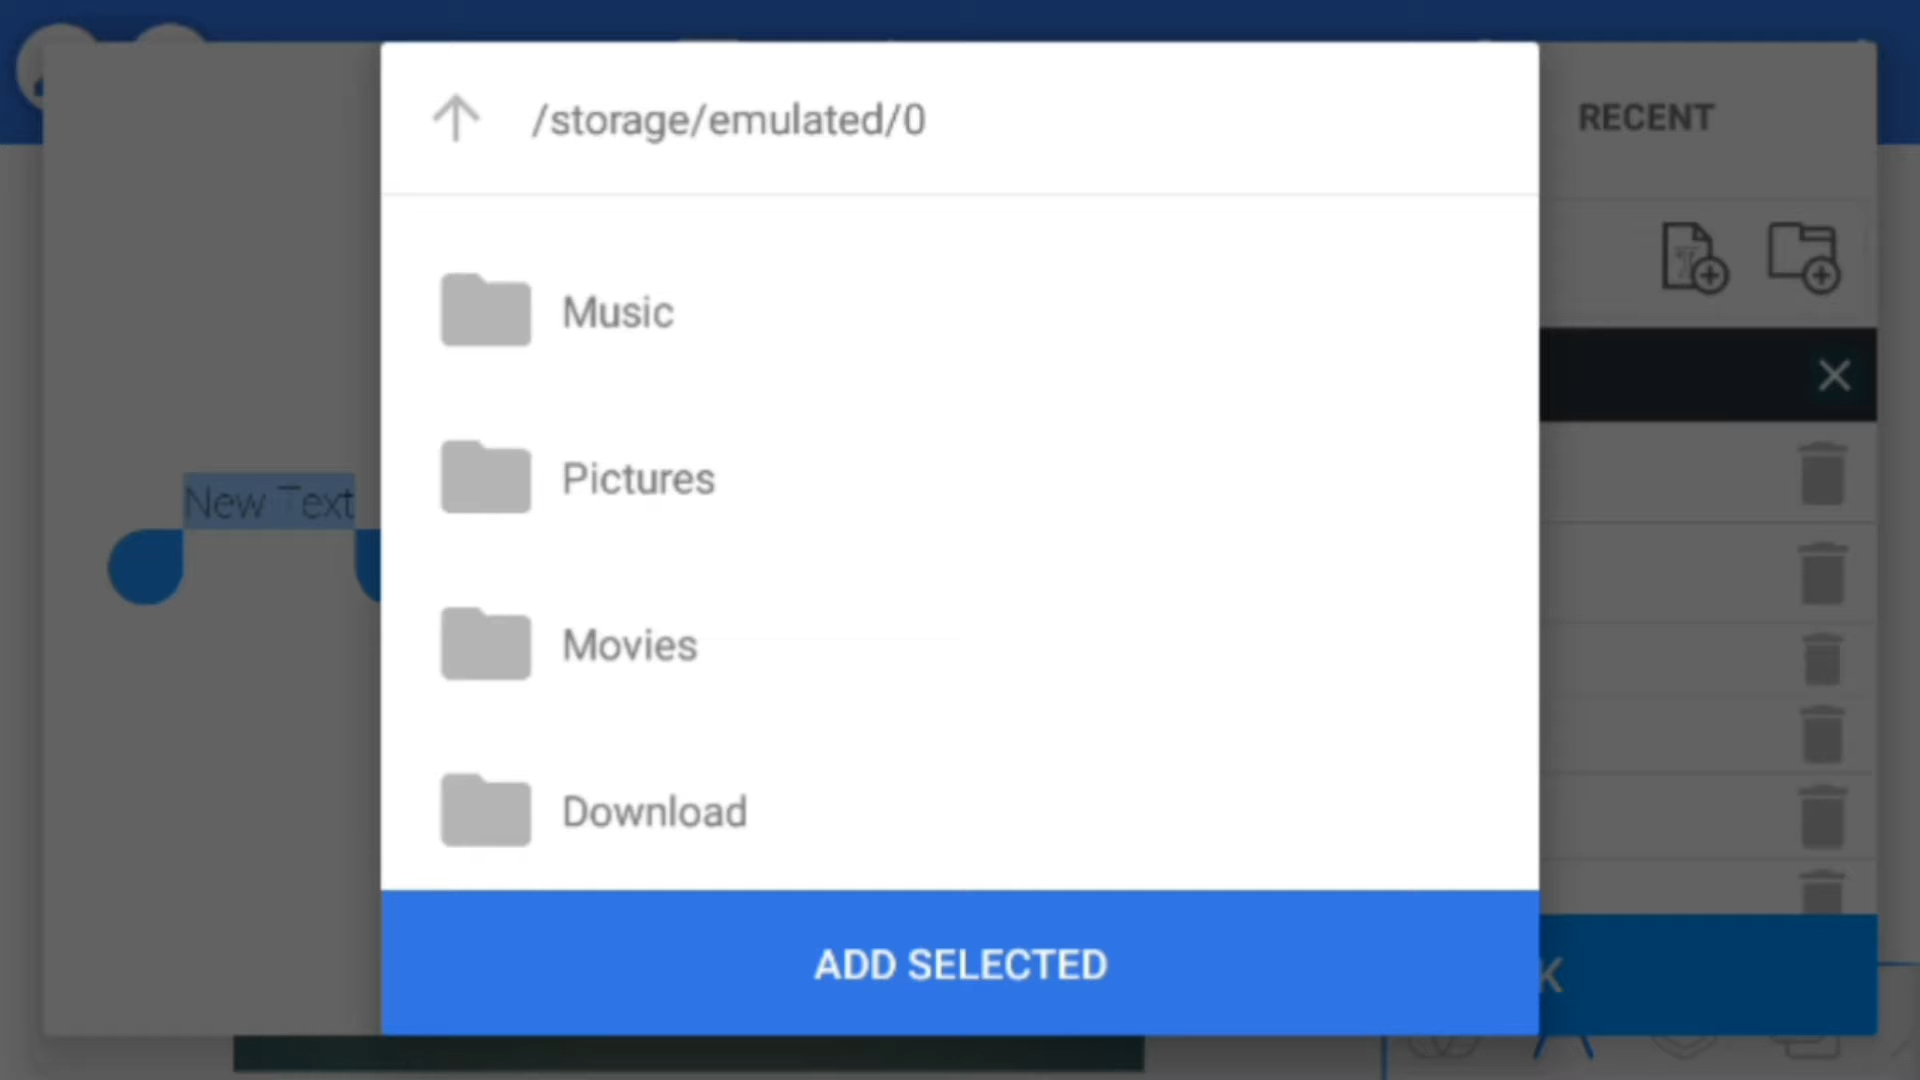 /storage/emulated/0
RECENT
Music
Pictures
New Text
Movies
Download
ADD SELECTED
K